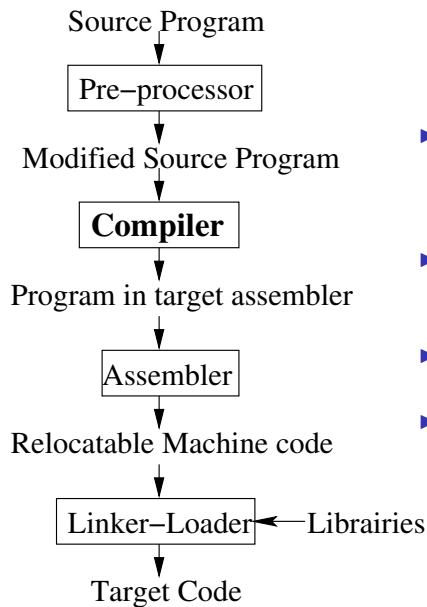 Source Program
Pre−processor
Modified Source Program
Compiler
Program in target assembler
Assembler
Relocatable Machine code
Linker−Loader
Librairies
Target Code